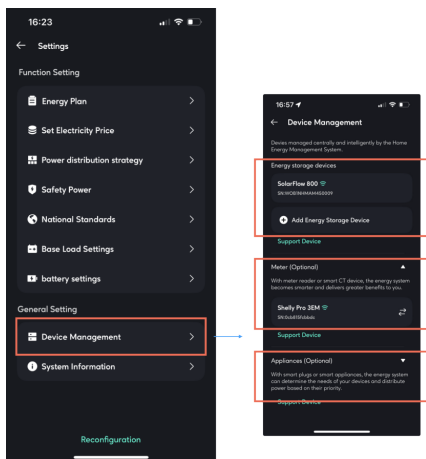 16:23
Settings
Function Setting
Energy Plan
Set Electricity Price
Power distribution strategy
Safety Power
National Standards
Base Load Settings
battery settings
General Setting
Device Management
System Information
Reconfiguration
16:57
Device Management
Devies managed centrally and intelligently by the Home
Energy Management System.
Energy storage devices
SolarFlow 800
Add Energy Storage Device
Support Device
Meter (Optional)
With meter reader or smart CT device, the energy system
becomes smarter and delivers greater benefits to you.
Shelly Pro 3EM
Support Device
Appliances (Optional)
With smart plugs or smart appliances, the energy system
can determine the needs of your devices and distribute
power based on their priority.
Support Device